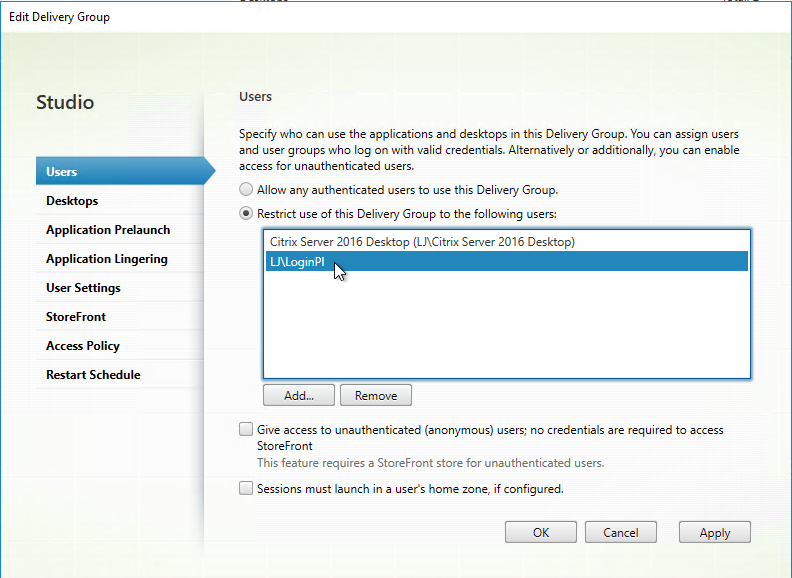 Edit Delivery Group
Studio
Users
Desktops
Application Prelaunch
Application Lingering
User Settings
StoreFront
Access Policy
Restart Schedule
Users
Specify who can use the applications and desktops in this Delivery Group. You can assign users
and user groups who log on with valid credentials. Alternatively or additionally, you can enable
access for unauthenticated users.
Allow any authenticated users to use this Delivery Group.
Restrict use of this Delivery Group to the following users:
Citrix Server 2016 Desktop (LJ\Citrix Server 2016 Desktop)
LJ\LoginPI
Add...
Remove
Give access to unauthenticated (anonymous) users; no credentials are required to access
StoreFront
This feature requires a StoreFront store for unauthenticated users.
Sessions must launch in a user's home zone, if configured.
OK
Cancel
Apply